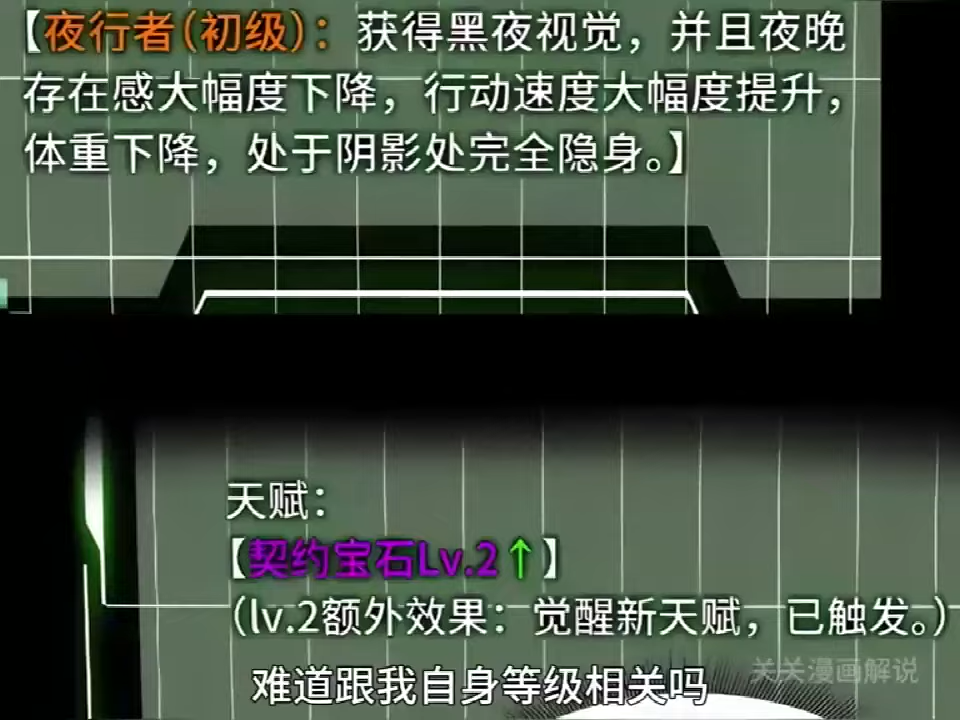 【夜行者（初级）：获得黑夜视觉，并且夜晚
存在感大幅度下降，行动速度大幅度提升，
体重下降，处于阴影处完全隐身。】
天赋：
【契约宝石Lv.2↑】
（lv.2额外效果：觉醒新天赋，已触发。）
关关漫画解说
难道跟我自身等级相关吗